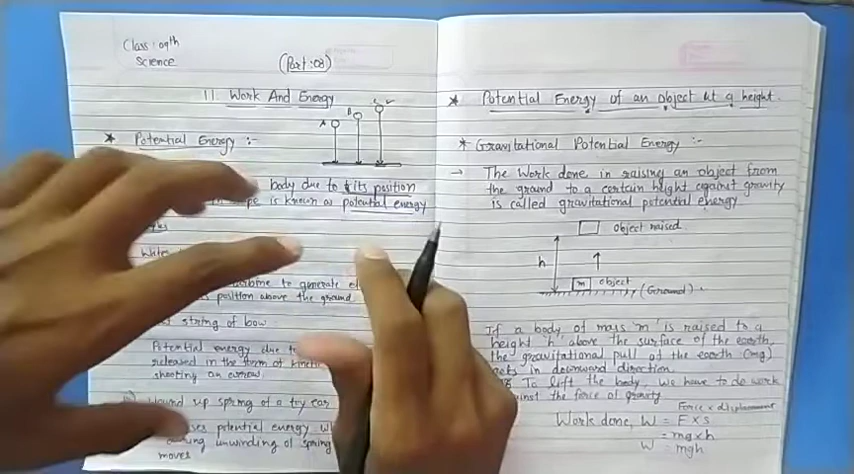 Class: 09th
Science
(Part:08)
11. Work And Energy
A B C
* Potential Energy :-
body due to its position
is known as potential energy
to generate
position above the ground
string of bow
Potential energy due to
released in the form of
shooting an arrow
Wound up spring of a toy car
potential energy
during unwinding of spring
moves
* Potential Energy of an object at a height.
* Gravitational Potential Energy :-
→ The Work done in raising an object from
the ground to a certain height against gravity
is called gravitational potential energy
object raised
h
m object
(Ground).
If a body of mass 'm' is raised to a
height 'h' above the surface of the earth,
the gravitational pull of the earth (mg)
acts in downward direction.
To lift the body, we have to do work
the force of gravity
Force x displacement
Work done, W = F x s
= mg x h
W = mgh